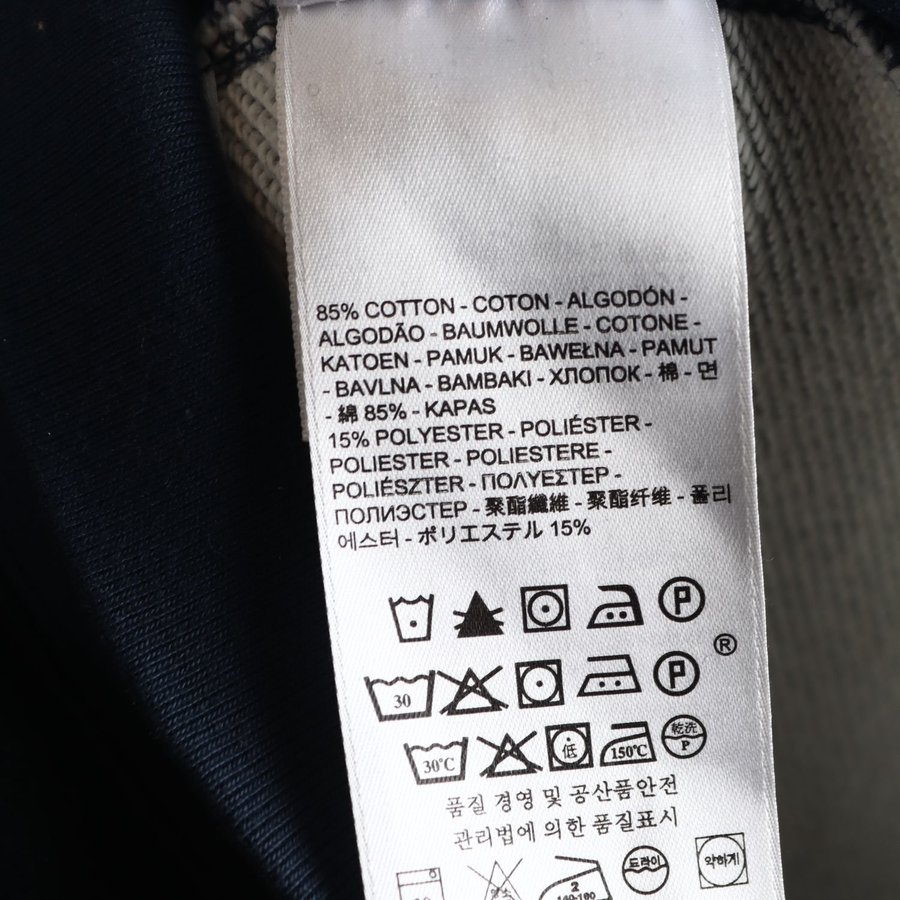 85% COTTON - COTON - ALGODÓN -
ALGODÃO - BAUMWOLLE - COTONE -
KATOEN - PAMUK - BAWEŁNA - PAMUT
- BAVLNA - BAMBAKI - ХЛОПОК - 棉 - 면
- 綿 85% - KAPAS
15% POLYESTER - POLIÉSTER -
POLIESTER - POLIESTERE -
POLIÉSZTER - ΠΟΛΥΕΣΤΕΡ -
ПОЛИЭСТЕР - 聚酯纖維 - 聚酯纤维 - 폴리
에스터 - ポリエステル 15%
P
®
30 P
30°C 低 150°C 乾洗 P
품질 경영 및 공산품안전
관리법에 의한 품질표시
2 드라이 약하게